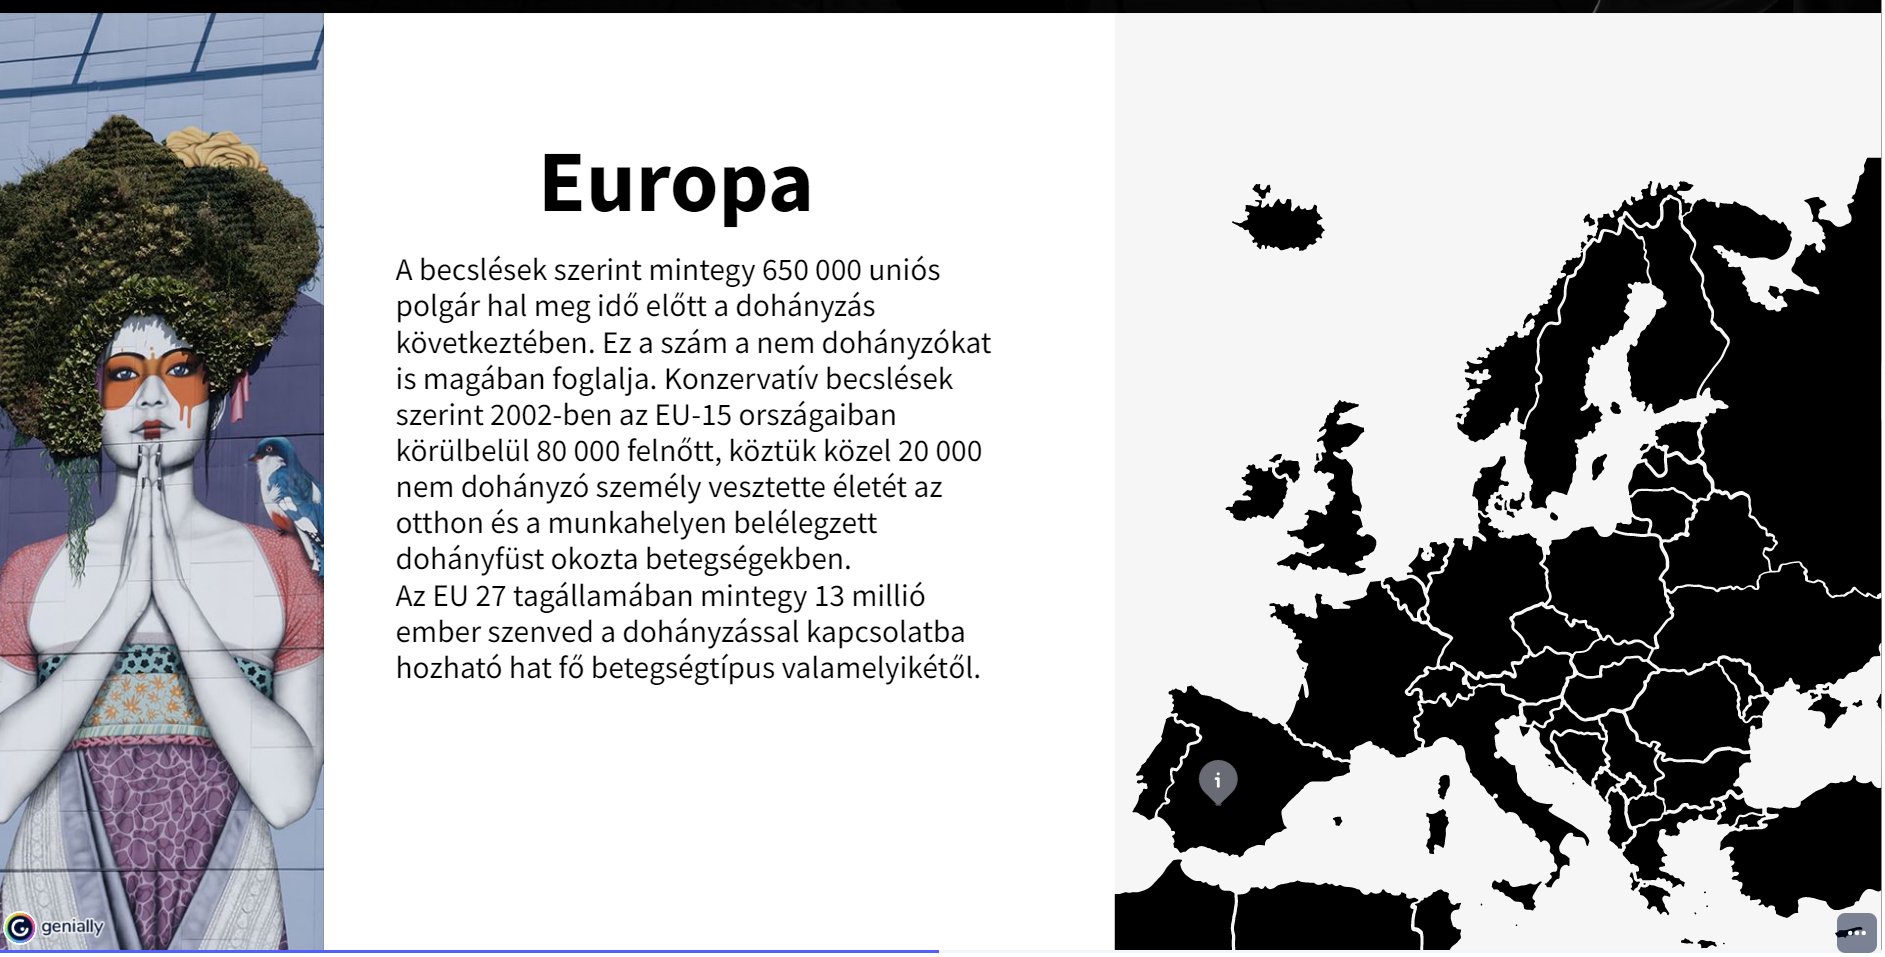 Europa
A becslések szerint mintegy 650 000 uniós
polgár hal meg idő előtt a dohányzás
következtében. Ez a szám a nem dohányzókat
is magában foglalja. Konzervatív becslések
szerint 2002-ben az EU-15 országaiban
körülbelül 80 000 felnőtt, köztük közel 20 000
nem dohányzó személy vesztette életét az
otthon és a munkahelyen belélegzett
dohányfüst okozta betegségekben.
Az EU 27 tagállamában mintegy 13 millió
ember szenved a dohányzással kapcsolatba
hozható hat fő betegségtípus valamelyikétől.
i
genially